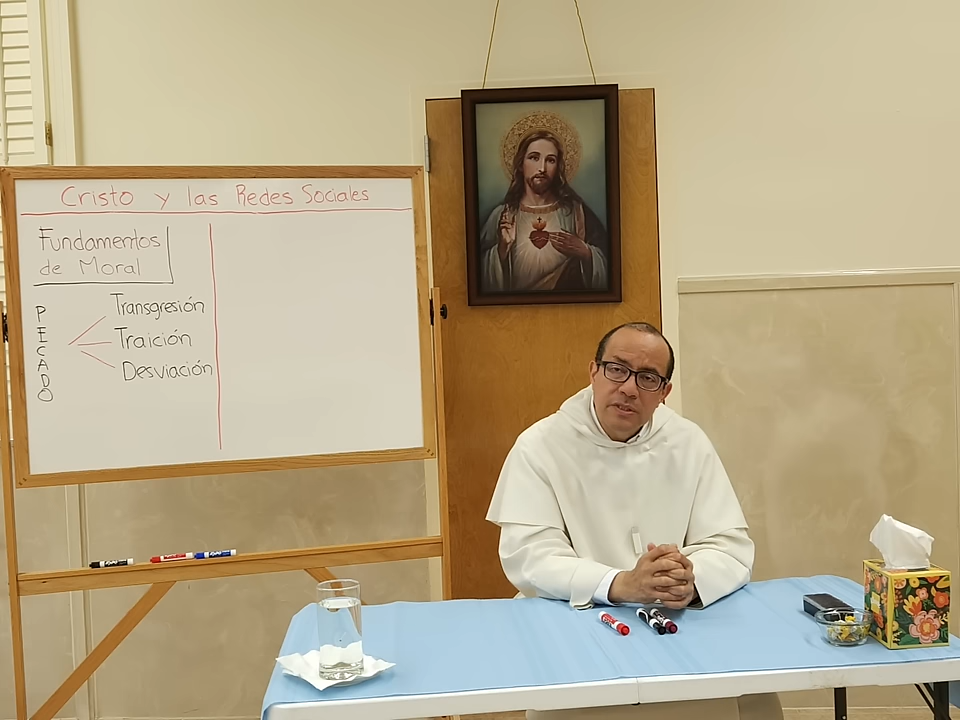 Cristo y las Redes Sociales
Fundamentos
de Moral
PECADO
Transgresión
Traición
Desviación